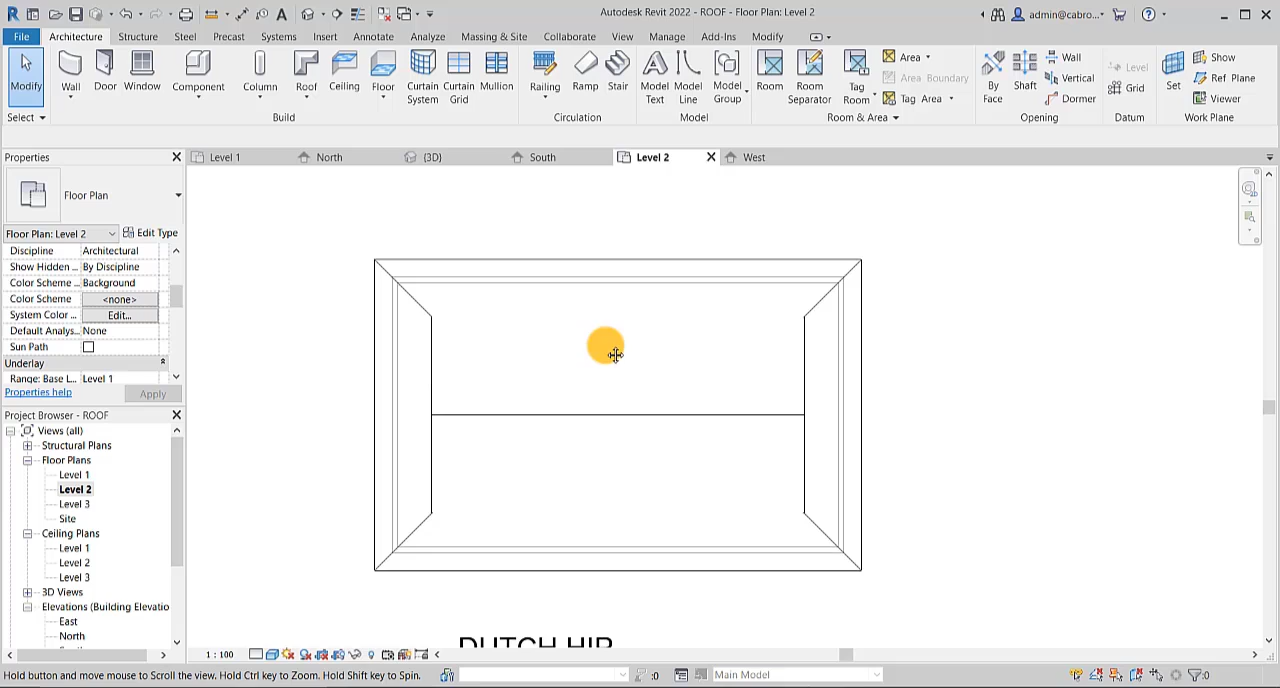 Autodesk Revit 2022 - ROOF - Floor Plan: Level 2
admin@cabro...
File Architecture Structure Steel Precast Systems Insert Annotate Analyze Massing & Site Collaborate View Manage Add-Ins Modify
Modify Wall Door Window Component Column Roof Ceiling Floor Curtain System Curtain Grid Mullion Railing Ramp Stair Model Text Model Line Model Group Room Room Separator Tag Room
Area Area Boundary Tag Area
By Face Shaft Wall Vertical Dormer
Level Grid
Set Show Ref Plane Viewer
Select Build Circulation Model Room & Area Opening Datum Work Plane
Properties
Level 1 North {3D} South Level 2 West
Floor Plan
Floor Plan: Level 2 Edit Type
Discipline Architectural
Show Hidden ... By Discipline
Color Scheme ... Background
Color Scheme <none>
System Color ... Edit...
Default Analys... None
Sun Path
Underlay
Range: Base L... Level 1
Properties help Apply
Project Browser - ROOF
Views (all)
Structural Plans
Floor Plans
Level 1
Level 2
Level 3
Site
Ceiling Plans
Level 1
Level 2
Level 3
3D Views
Elevations (Building Elevatio
East
North
DUTCH HIP
1 : 100
Hold button and move mouse to Scroll the view. Hold Ctrl key to Zoom. Hold Shift key to Spin.
:0 Main Model :0